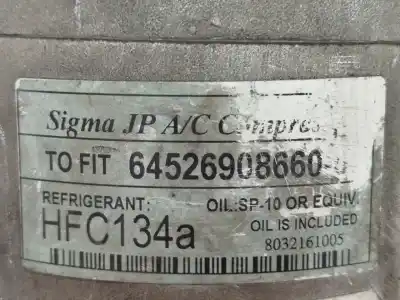 Sigma JP A/C
TO FIT 64526908660
REFRIGERANT: OIL:SP-10 OR EQUIV.
HFC134a OIL IS INCLUDED
8032161005